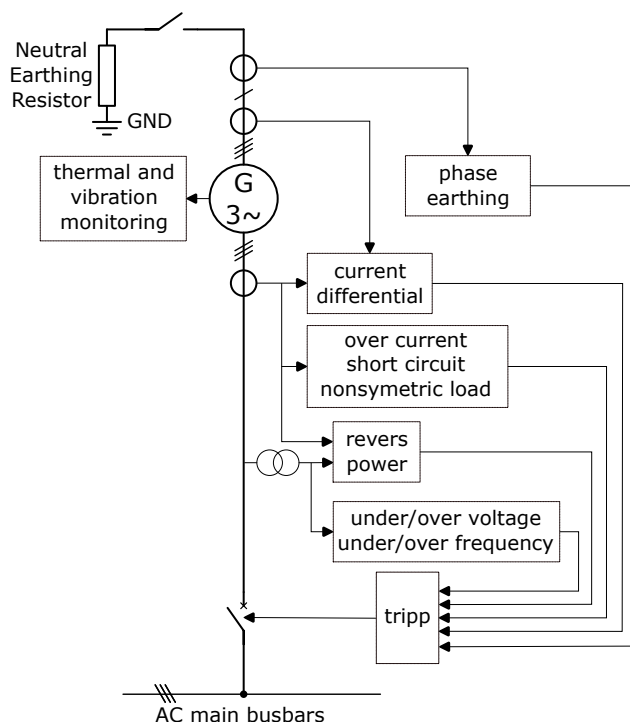 Neutral
Earthing
Resistor
GND
thermal and
vibration
monitoring
G
3~
phase
earthing
current
differential
over current
short circuit
nonsymetric load
revers
power
under/over voltage
under/over frequency
tripp
AC main busbars